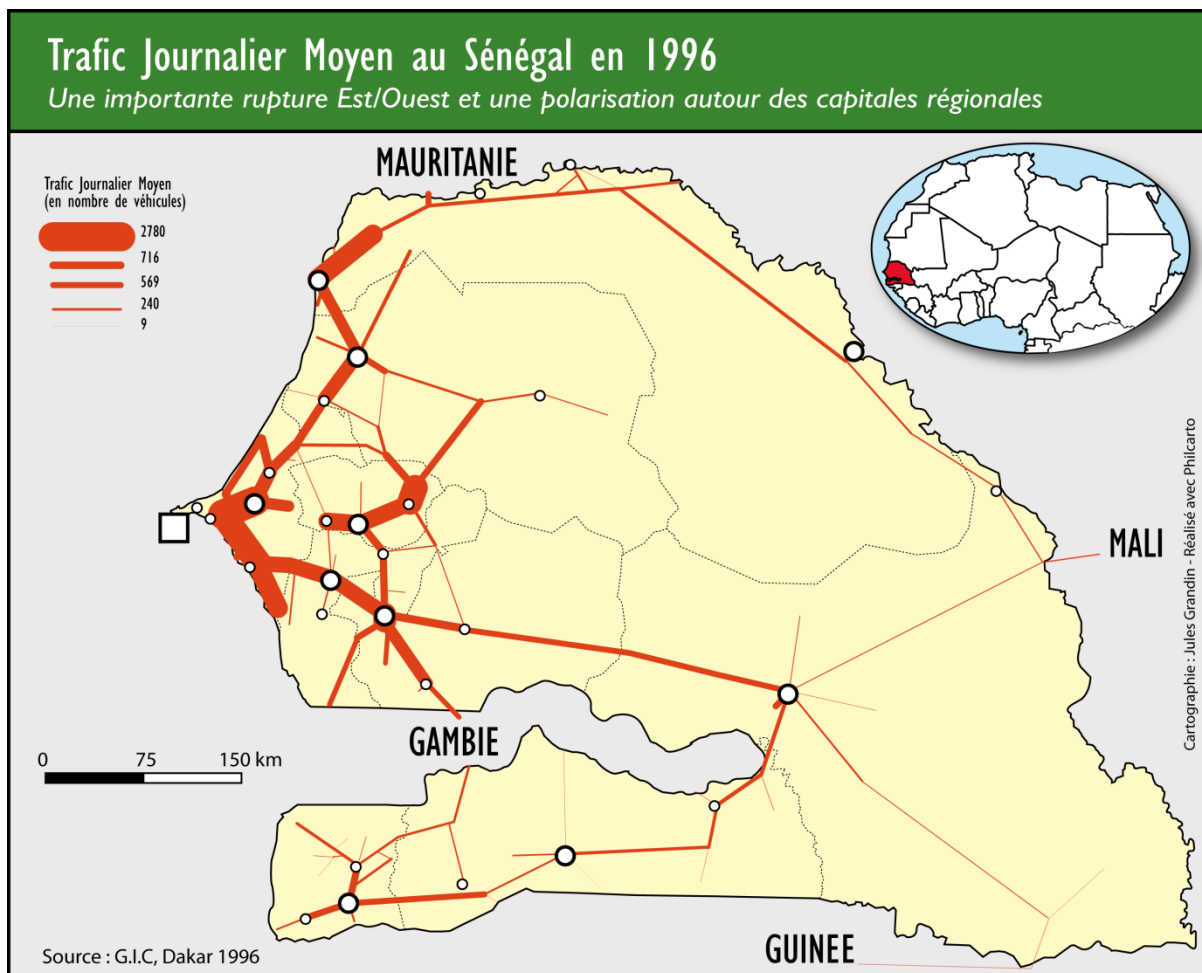 Trafic Journalier Moyen au Sénégal en 1996
Une importante rupture Est/Ouest et une polarisation autour des capitales régionales
MAURITANIE
Trafic Journalier Moyen
(en nombre de véhicules)
2780
716
569
240
9
MALI
GAMBIE
0 75 150 km
GUINEE
Source : G.I.C, Dakar 1996
Cartographie : Jules Grandin - Réalisé avec Philcarto